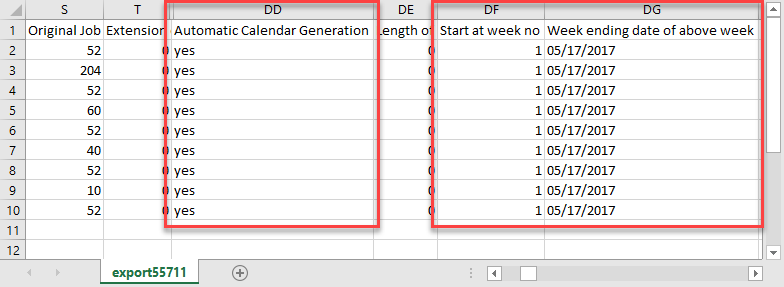 S T DD DE DF DG
1 Original Job Extension Automatic Calendar Generation Length of Start at week no Week ending date of above week
2 52 0 yes 0 1 05/17/2017
3 204 0 yes 0 1 05/17/2017
4 52 0 yes 0 1 05/17/2017
5 60 0 yes 0 1 05/17/2017
6 52 0 yes 0 1 05/17/2017
7 40 0 yes 0 1 05/17/2017
8 52 0 yes 0 1 05/17/2017
9 10 0 yes 0 1 05/17/2017
10 52 0 yes 0 1 05/17/2017
11
12
export55711